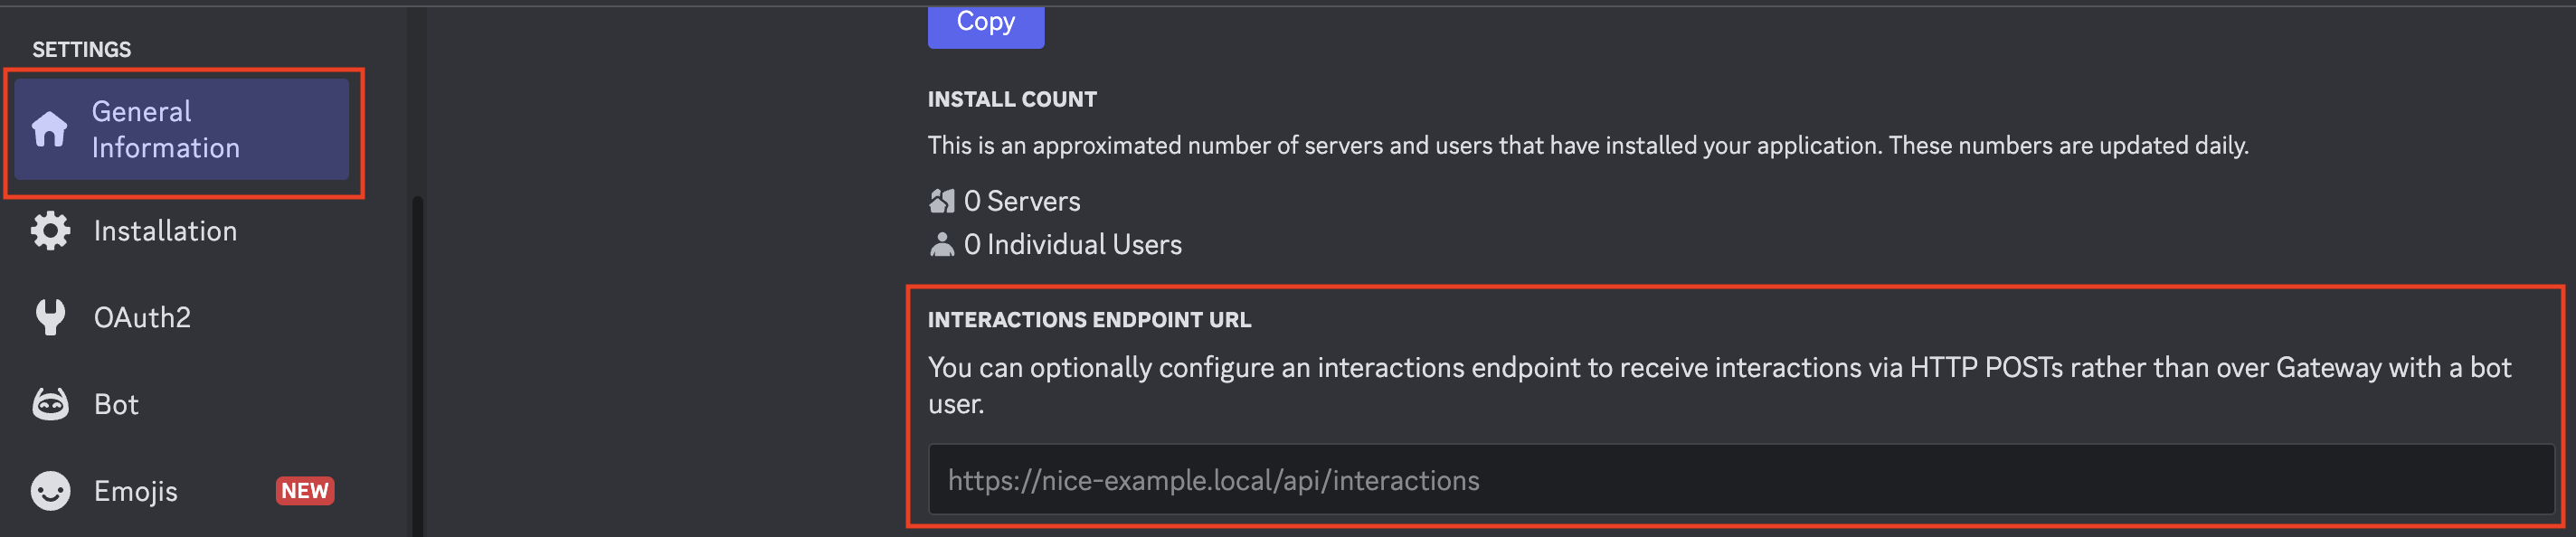 SETTINGS
General
Information
Installation
OAuth2
Bot
Emojis
NEW
Copy
INSTALL COUNT
This is an approximated number of servers and users that have installed your application. These numbers are updated daily.
0 Servers
0 Individual Users
INTERACTIONS ENDPOINT URL
You can optionally configure an interactions endpoint to receive interactions via HTTP POSTs rather than over Gateway with a bot
user.
https://nice-example.local/api/interactions